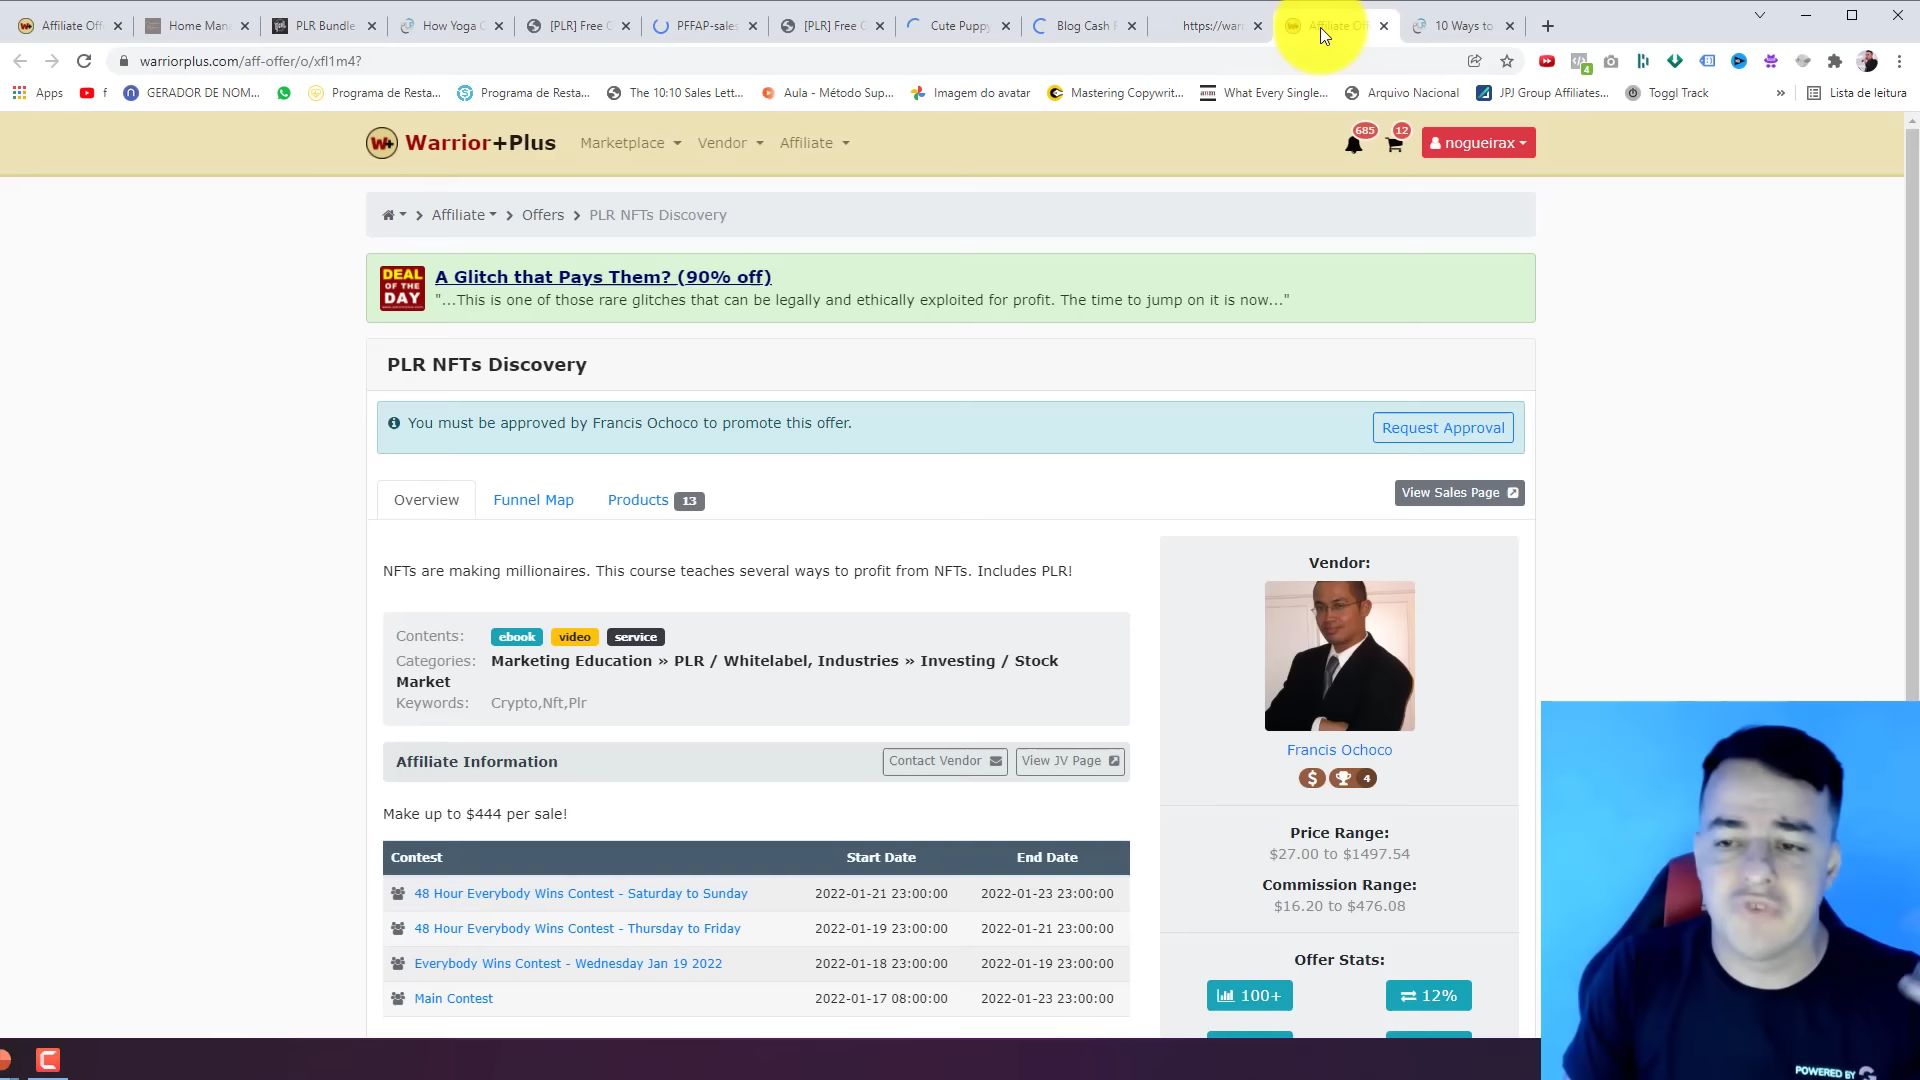 Affiliate Off
Home Mana
PLR Bundle
How Yoga C
[PLR] Free G
PFFAP-sales
[PLR] Free G
Cute Puppy
Blog Cash F
https://warr
Affiliate Off
10 Ways to
warriorplus.com/aff-offer/o/xfl1m4?
4
Apps
f
GERADOR DE NOM...
Programa de Resta...
Programa de Resta...
The 10:10 Sales Lett...
Aula - Método Sup...
Imagem do avatar
Mastering Copywrit...
What Every Single...
Arquivo Nacional
JPJ Group Affiliates...
Toggl Track
»
Lista de leitura
W+ Warrior+Plus
Marketplace
Vendor
Affiliate
685
12
nogueirax
Affiliate
Offers
PLR NFTs Discovery
DEAL OF THE DAY
A Glitch that Pays Them? (90% off)
"...This is one of those rare glitches that can be legally and ethically exploited for profit. The time to jump on it is now..."
PLR NFTs Discovery
You must be approved by Francis Ochoco to promote this offer.
Request Approval
Overview
Funnel Map
Products 13
View Sales Page
NFTs are making millionaires. This course teaches several ways to profit from NFTs. Includes PLR!
Contents: ebook video service
Categories: Marketing Education » PLR / Whitelabel, Industries » Investing / Stock
Market
Keywords: Crypto,Nft,Plr
Affiliate Information
Contact Vendor
View JV Page
Make up to $444 per sale!
Contest Start Date End Date
48 Hour Everybody Wins Contest - Saturday to Sunday 2022-01-21 23:00:00 2022-01-23 23:00:00
48 Hour Everybody Wins Contest - Thursday to Friday 2022-01-19 23:00:00 2022-01-21 23:00:00
Everybody Wins Contest - Wednesday Jan 19 2022 2022-01-18 23:00:00 2022-01-19 23:00:00
Main Contest 2022-01-17 08:00:00 2022-01-23 23:00:00
Vendor:
Francis Ochoco
$ 4
Price Range:
$27.00 to $1497.54
Commission Range:
$16.20 to $476.08
Offer Stats:
100+
12%
POWERED BY